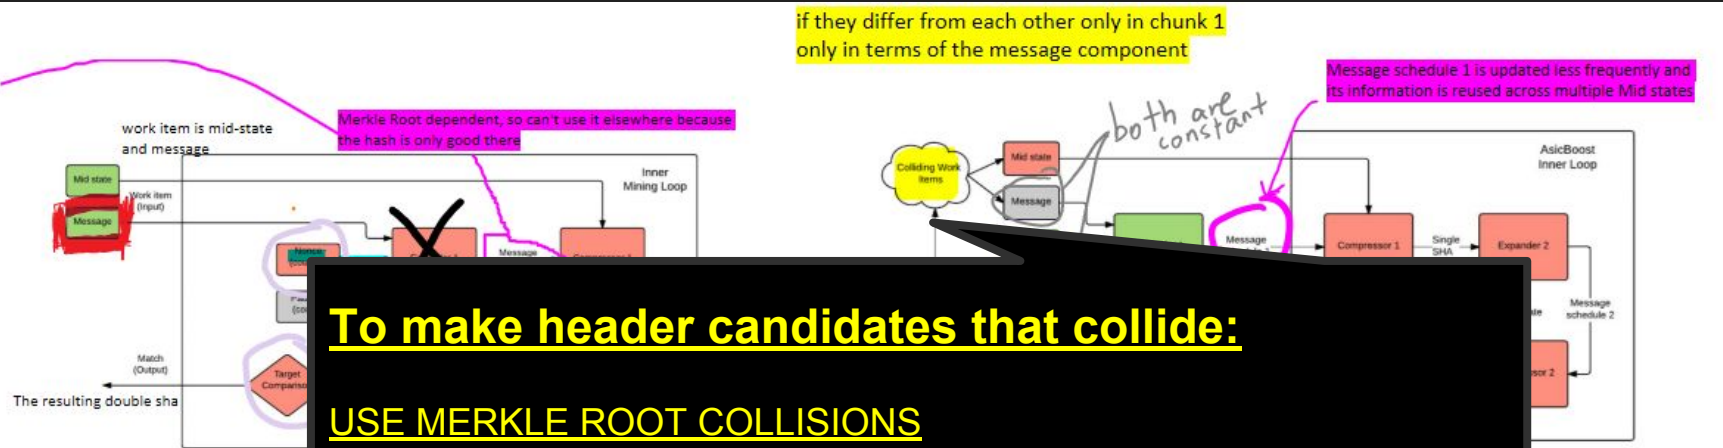 if they differ from each other only in chunk 1
only in terms of the message component
Message schedule 1 is updated less frequently and
its information is reused across multiple Mid states
Merkle Root dependent, so can't use it elsewhere because
the hash is only good there
work item is mid-state
and message
both are
constant
Inner
Mining Loop
AsicBoost
Inner Loop
Mid state
Work item
(Input)
Message
Colliding Work
Items
Mid state
Message
Nonce
Message
Message
Compressor 1
Single
SHA
Expander 2
Message
schedule 2
Match
(Output)
Target
The resulting double sha
To make header candidates that collide:
USE MERKLE ROOT COLLISIONS